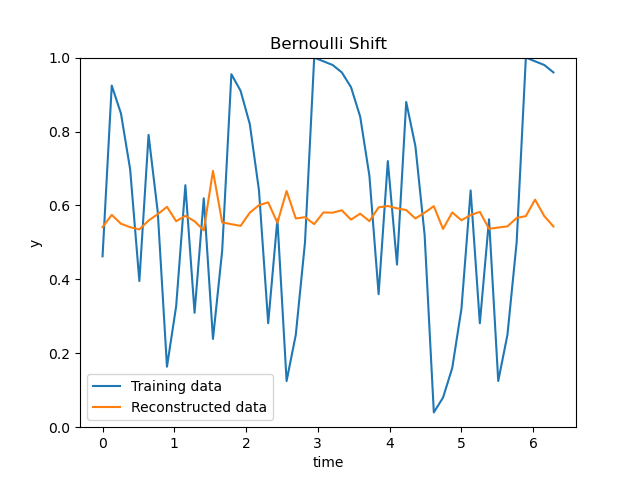 Bernoulli Shift
1.0
0.8
0.6
0.4
0.2
0.0
y
Training data
Reconstructed data
0 1 2 3 4 5 6
time